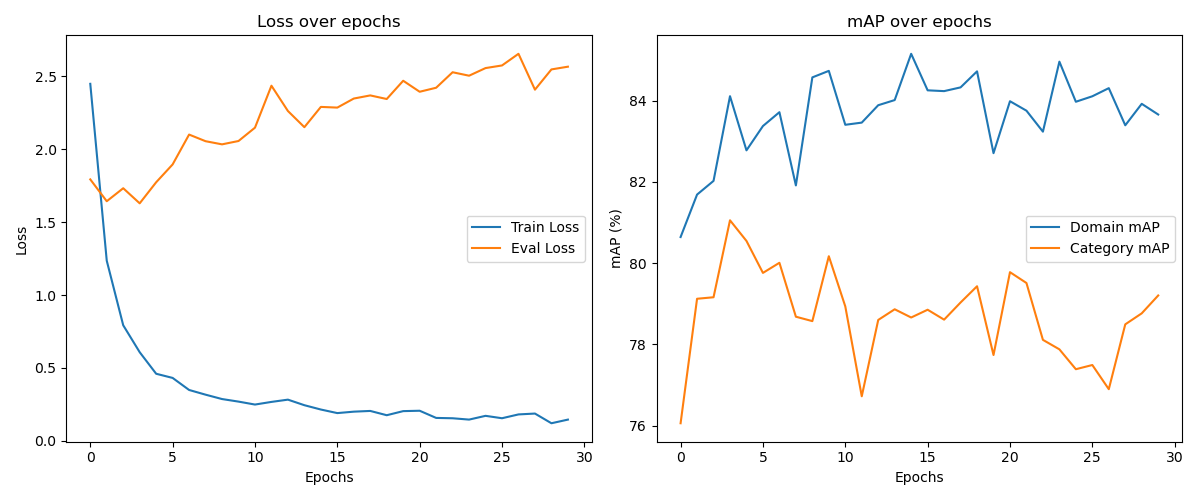 Loss over epochs
Loss
2.5
2.0
1.5
1.0
0.5
0.0
Train Loss
Eval Loss
0 5 10 15 20 25 30
Epochs
mAP over epochs
mAP (%)
84
82
80
78
76
Domain mAP
Category mAP
0 5 10 15 20 25 30
Epochs